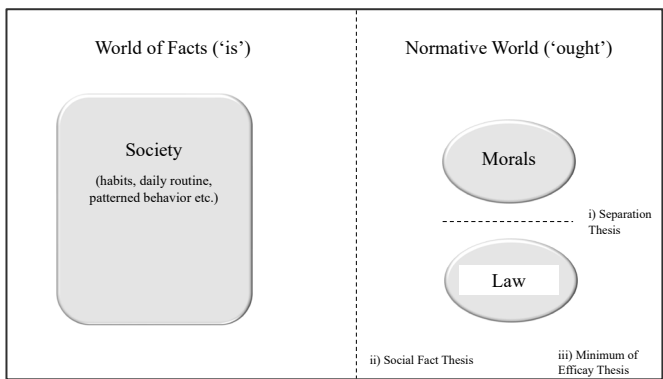 World of Facts (‘is’)
Normative World (‘ought’)
Society
(habits, daily routine,
patterned behavior etc.)
Morals
i) Separation
Thesis
Law
ii) Social Fact Thesis
iii) Minimum of
Efficay Thesis